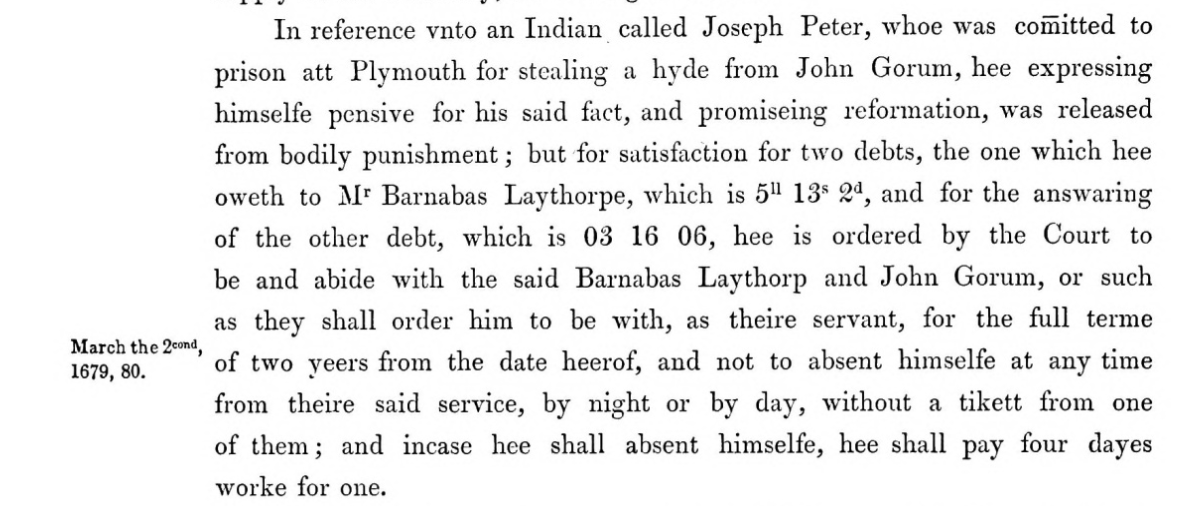 In reference vnto an Indian called Joseph Peter, whoe was com̄itted to
prison att Plymouth for stealing a hyde from John Gorum, hee expressing
himselfe pensive for his said fact, and promiseing reformation, was released
from bodily punishment; but for satisfaction for two debts, the one which hee
oweth to Mʳ Barnabas Laythorpe, which is 5ˡˡ 13ˢ 2ᵈ, and for the answaring
of the other debt, which is 03 16 06, hee is ordered by the Court to
be and abide with the said Barnabas Laythorp and John Gorum, or such
as they shall order him to be with, as theire servant, for the full terme
March the 2ᶜᵒⁿᵈ,
1679, 80.
of two yeers from the date heerof, and not to absent himselfe at any time
from theire said service, by night or by day, without a tikett from one
of them; and incase hee shall absent himselfe, hee shall pay four dayes
worke for one.